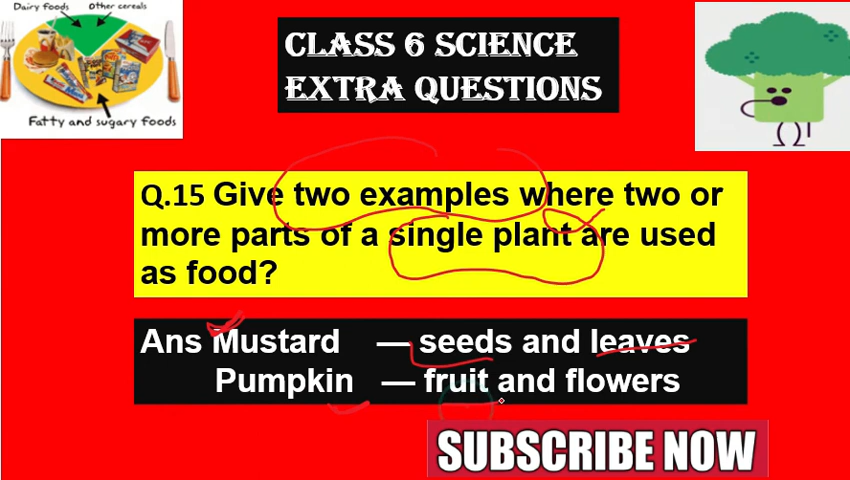 Dairy foods Other cereals
Fatty and sugary foods
CLASS 6 SCIENCE
EXTRA QUESTIONS
Q.15 Give two examples where two or
more parts of a single plant are used
as food?
Ans Mustard — seeds and leaves
Pumpkin — fruit and flowers
SUBSCRIBE NOW